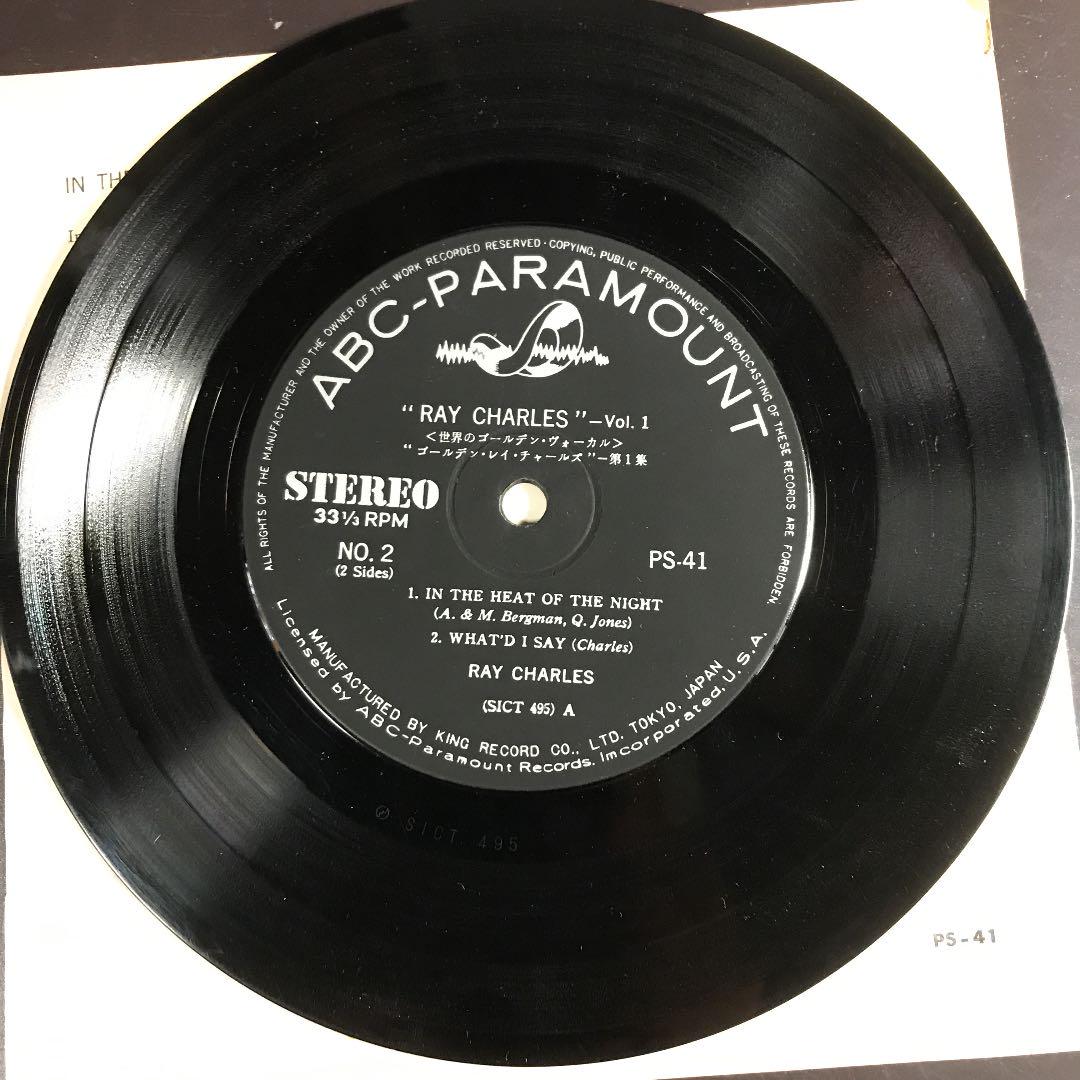 IN THE
ALL RIGHTS OF THE MANUFACTURER AND THE OWNER OF THE WORK RECORDED RESERVED · COPYING, PUBLIC PERFORMANCE AND BROADCASTING OF THESE RECORDS ARE FORBIDDEN.
ABC-PARAMOUNT
"RAY CHARLES"-Vol. 1
<世界のゴールデン・ヴォーカル>
"ゴールデン・レイ・チャールズ"-第1集
STEREO
33 1/3 RPM
NO. 2
(2 Sides)
PS-41
1. IN THE HEAT OF THE NIGHT
(A. & M. Bergman, Q. Jones)
2. WHAT'D I SAY (Charles)
RAY CHARLES
(SICT 495) A
MANUFACTURED BY KING RECORD CO., LTD. TOKYO, JAPAN
Licensed by ABC-Paramount Records, Incorporated, U.S.A.
SICT 495
PS-41